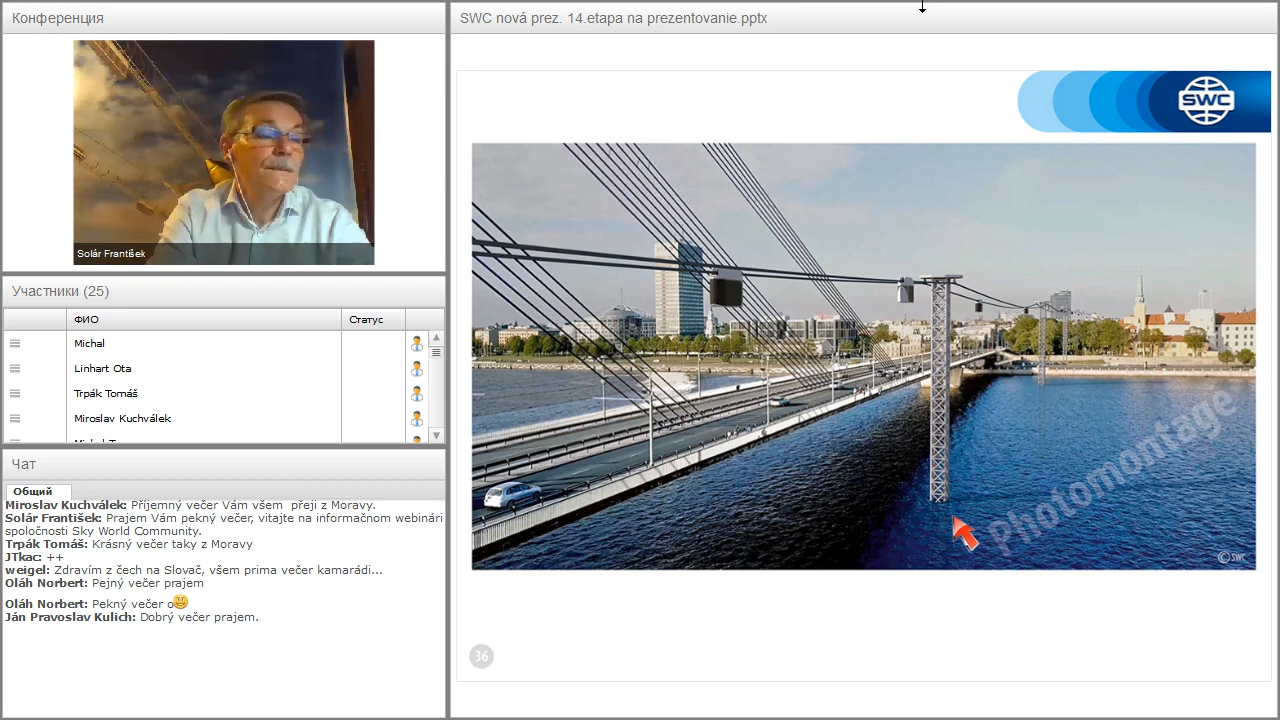 Конференция
Solár František
Участники (25)
ФИО
Статус
Michal
Linhart Ota
Trpák Tomáš
Miroslav Kuchválek
Чат
Общий
Miroslav Kuchválek: Příjemný večer Vám všem přeji z Moravy.
Solár František: Prajem Vám pekný večer, vitajte na informačnom webinári
spoločnosti Sky World Community.
Trpák Tomáš: Krásný večer taky z Moravy
JTkac: ++
weigel: Zdravím z čech na Slovač, všem prima večer kamarádi...
Oláh Norbert: Pejný večer prajem
Oláh Norbert: Pekný večer o
Ján Pravoslav Kulich: Dobrý večer prajem.
SWC nová prez. 14.etapa na prezentovanie.pptx
SWC
Photomontage
© SWC
36